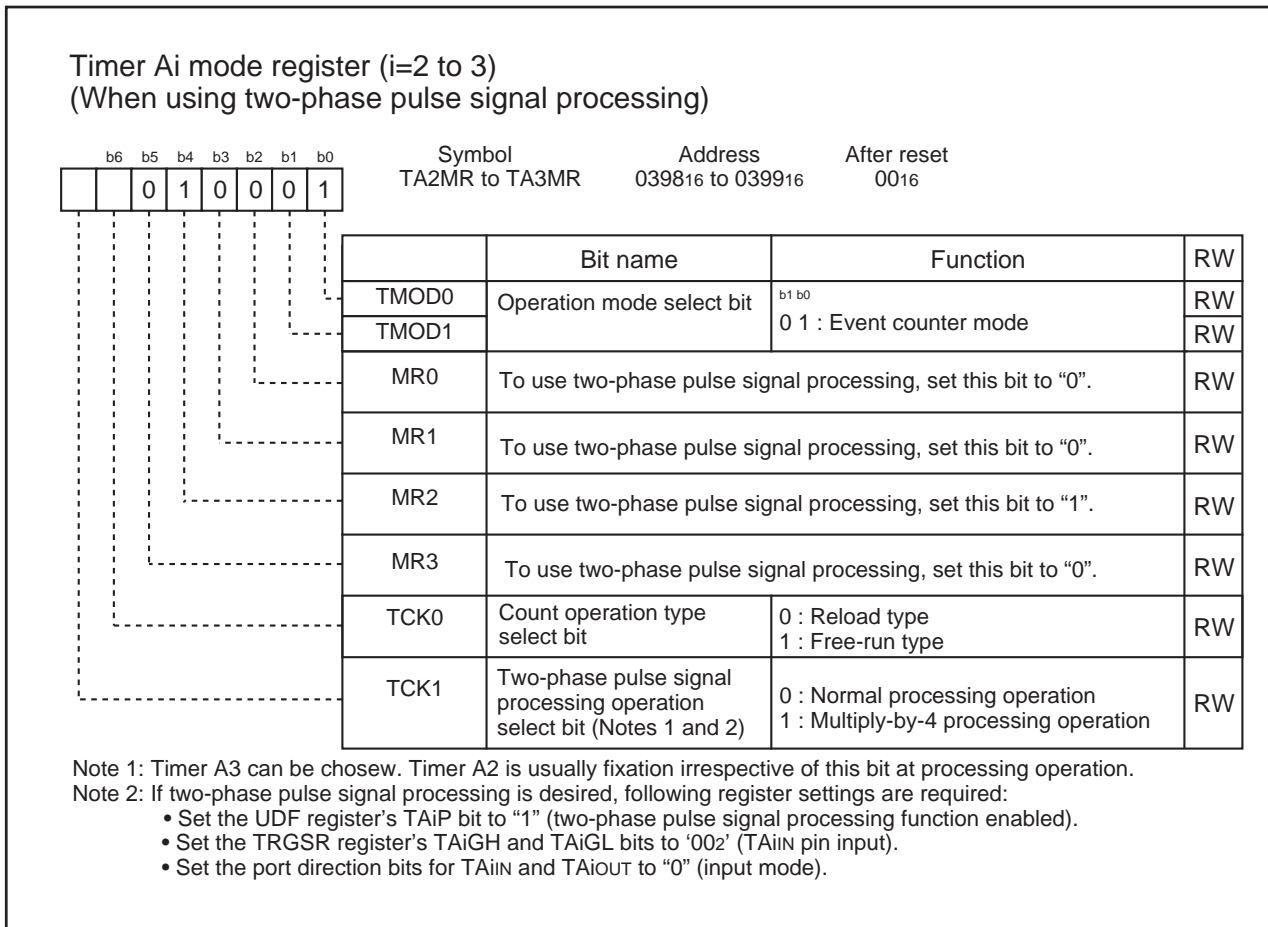 Timer Ai mode register (i=2 to 3)
(When using two-phase pulse signal processing)
b6 b5 b4 b3 b2 b1 b0
0 1 0 0 0 1
Symbol Address After reset
TA2MR to TA3MR 039816 to 039916 0016
Bit name Function RW
TMOD0 Operation mode select bit b1 b0 RW
TMOD1 0 1 : Event counter mode RW
MR0 To use two-phase pulse signal processing, set this bit to “0”. RW
MR1 To use two-phase pulse signal processing, set this bit to “0”. RW
MR2 To use two-phase pulse signal processing, set this bit to “1”. RW
MR3 To use two-phase pulse signal processing, set this bit to “0”. RW
TCK0 Count operation type select bit 0 : Reload type RW
1 : Free-run type
TCK1 Two-phase pulse signal
processing operation 0 : Normal processing operation RW
select bit (Notes 1 and 2) 1 : Multiply-by-4 processing operation
Note 1: Timer A3 can be chosew. Timer A2 is usually fixation irrespective of this bit at processing operation.
Note 2: If two-phase pulse signal processing is desired, following register settings are required:
• Set the UDF register’s TAiP bit to “1” (two-phase pulse signal processing function enabled).
• Set the TRGSR register’s TAiGH and TAiGL bits to ‘002’ (TAiIN pin input).
• Set the port direction bits for TAiIN and TAiOUT to “0” (input mode).